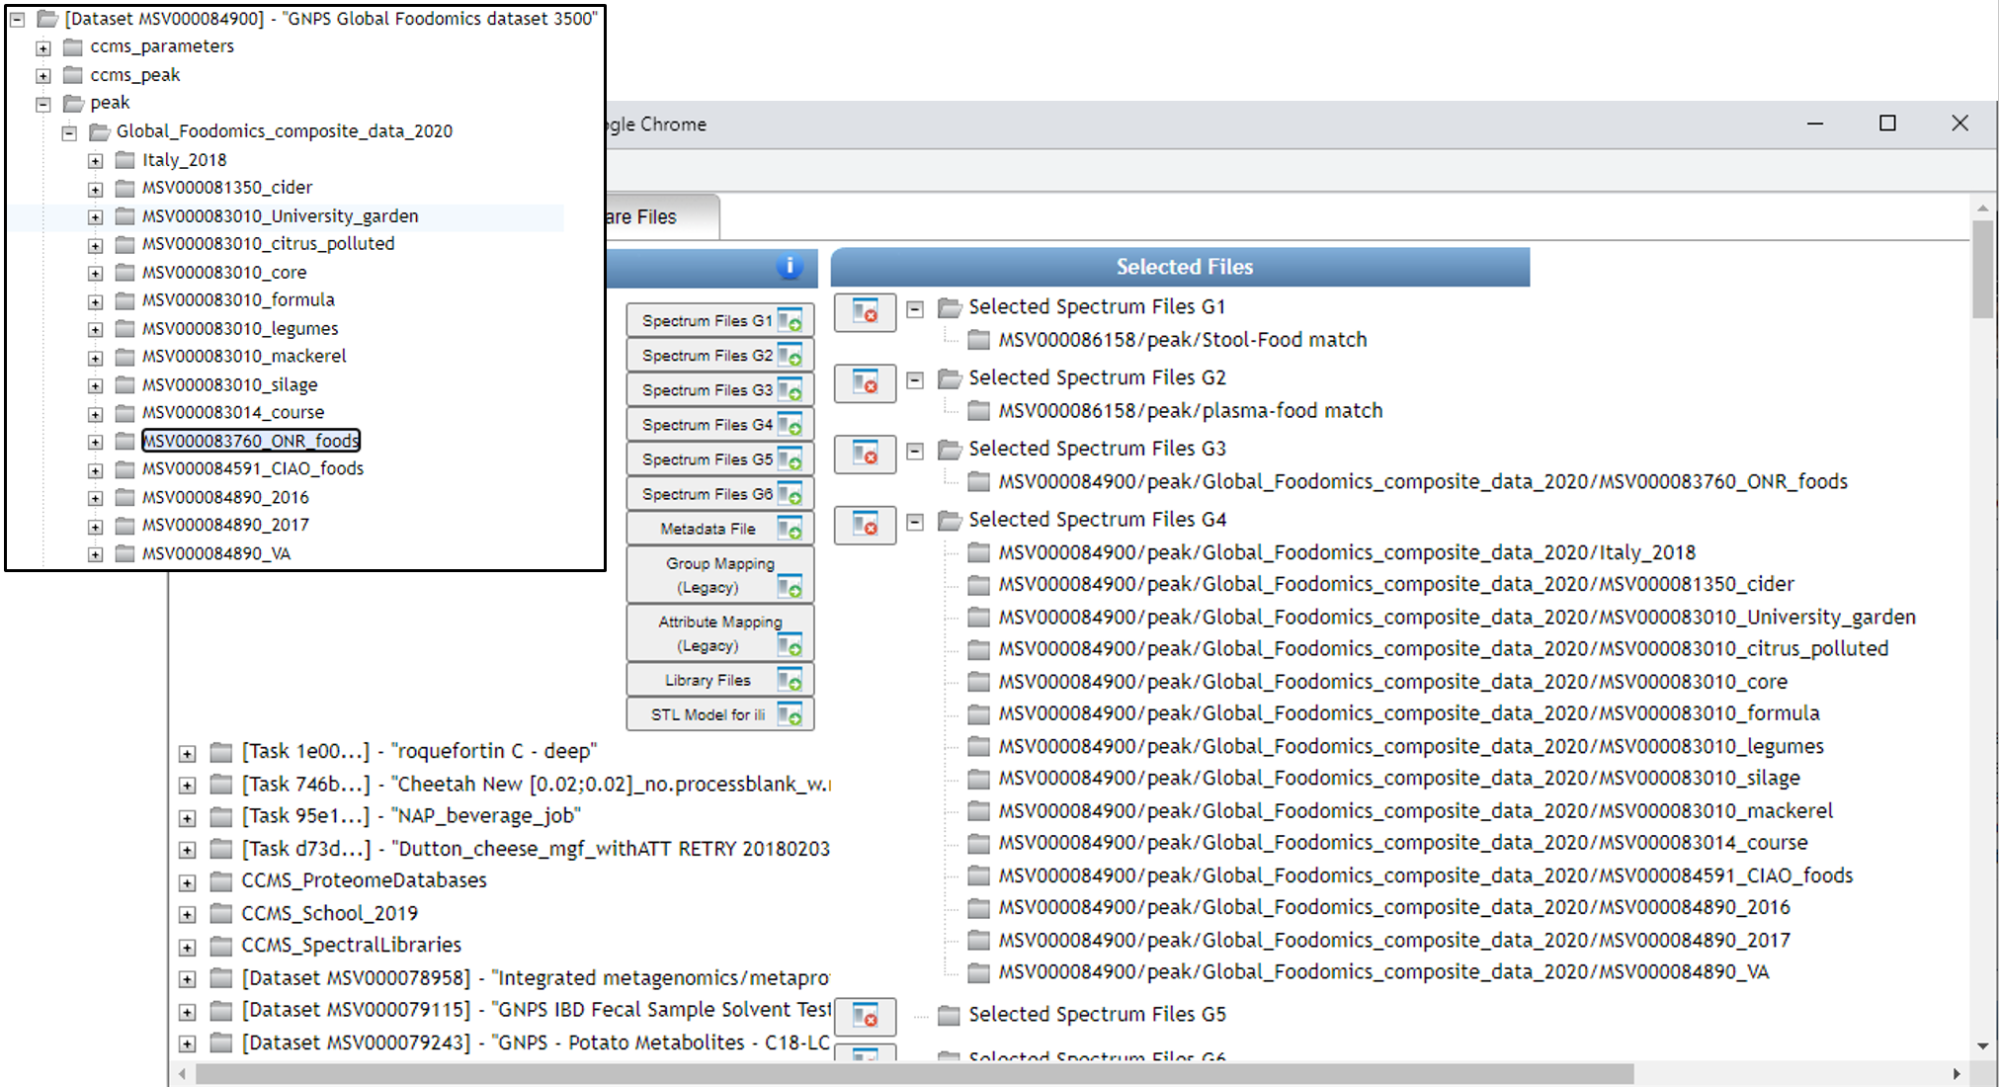 [Dataset MSV000084900] - "GNPS Global Foodomics dataset 3500"
ccms_parameters
ccms_peak
peak
Global_Foodomics_composite_data_2020
Italy_2018
MSV000081350_cider
MSV000083010_University_garden
MSV000083010_citrus_polluted
MSV000083010_core
MSV000083010_formula
MSV000083010_legumes
MSV000083010_mackerel
MSV000083010_silage
MSV000083014_course
MSV000083760_ONR_foods
MSV000084591_CIAO_foods
MSV000084890_2016
MSV000084890_2017
MSV000084890_VA
ogle Chrome
are Files
Spectrum Files G1
Spectrum Files G2
Spectrum Files G3
Spectrum Files G4
Spectrum Files G5
Spectrum Files G6
Metadata File
Group Mapping
(Legacy)
Attribute Mapping
(Legacy)
Library Files
STL Model for ili
[Task 1e00...] - "roquefortin C - deep"
[Task 746b...] - "Cheetah New [0.02;0.02]_no.processblank_w.
[Task 95e1...] - "NAP_beverage_job"
[Task d73d...] - "Dutton_cheese_mgf_withATT RETRY 20180203
CCMS_ProteomeDatabases
CCMS_School_2019
CCMS_SpectralLibraries
[Dataset MSV000078958] - "Integrated metagenomics/metapro
[Dataset MSV000079115] - "GNPS IBD Fecal Sample Solvent Test
[Dataset MSV000079243] - "GNPS - Potato Metabolites - C18-LC
Selected Files
Selected Spectrum Files G1
MSV000086158/peak/Stool-Food match
Selected Spectrum Files G2
MSV000086158/peak/plasma-food match
Selected Spectrum Files G3
MSV000084900/peak/Global_Foodomics_composite_data_2020/MSV000083760_ONR_foods
Selected Spectrum Files G4
MSV000084900/peak/Global_Foodomics_composite_data_2020/Italy_2018
MSV000084900/peak/Global_Foodomics_composite_data_2020/MSV000081350_cider
MSV000084900/peak/Global_Foodomics_composite_data_2020/MSV000083010_University_garden
MSV000084900/peak/Global_Foodomics_composite_data_2020/MSV000083010_citrus_polluted
MSV000084900/peak/Global_Foodomics_composite_data_2020/MSV000083010_core
MSV000084900/peak/Global_Foodomics_composite_data_2020/MSV000083010_formula
MSV000084900/peak/Global_Foodomics_composite_data_2020/MSV000083010_legumes
MSV000084900/peak/Global_Foodomics_composite_data_2020/MSV000083010_silage
MSV000084900/peak/Global_Foodomics_composite_data_2020/MSV000083010_mackerel
MSV000084900/peak/Global_Foodomics_composite_data_2020/MSV000083014_course
MSV000084900/peak/Global_Foodomics_composite_data_2020/MSV000084591_CIAO_foods
MSV000084900/peak/Global_Foodomics_composite_data_2020/MSV000084890_2016
MSV000084900/peak/Global_Foodomics_composite_data_2020/MSV000084890_2017
MSV000084900/peak/Global_Foodomics_composite_data_2020/MSV000084890_VA
Selected Spectrum Files G5
Selected Spectrum Files G6